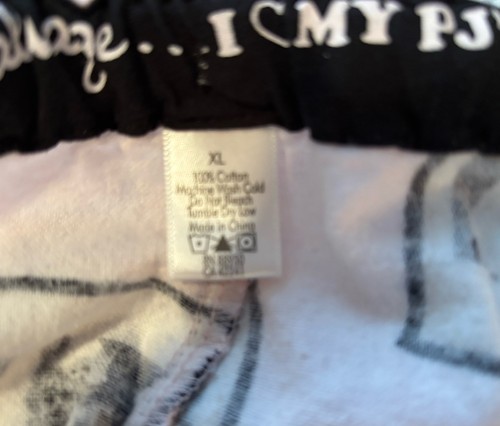 ... I MY PJ
XL
100% Cotton
Machine Wash Cold
Do Not Bleach
Tumble Dry Low
Made in China